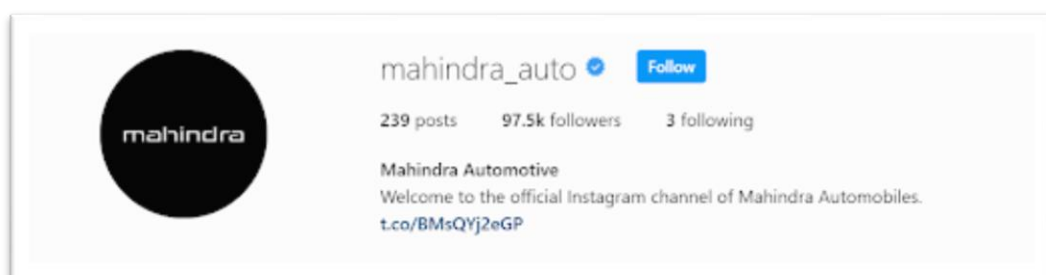 mahindra
mahindra_auto Follow
239 posts 97.5k followers 3 following
Mahindra Automotive
Welcome to the official Instagram channel of Mahindra Automobiles.
t.co/BMsQYj2eGP